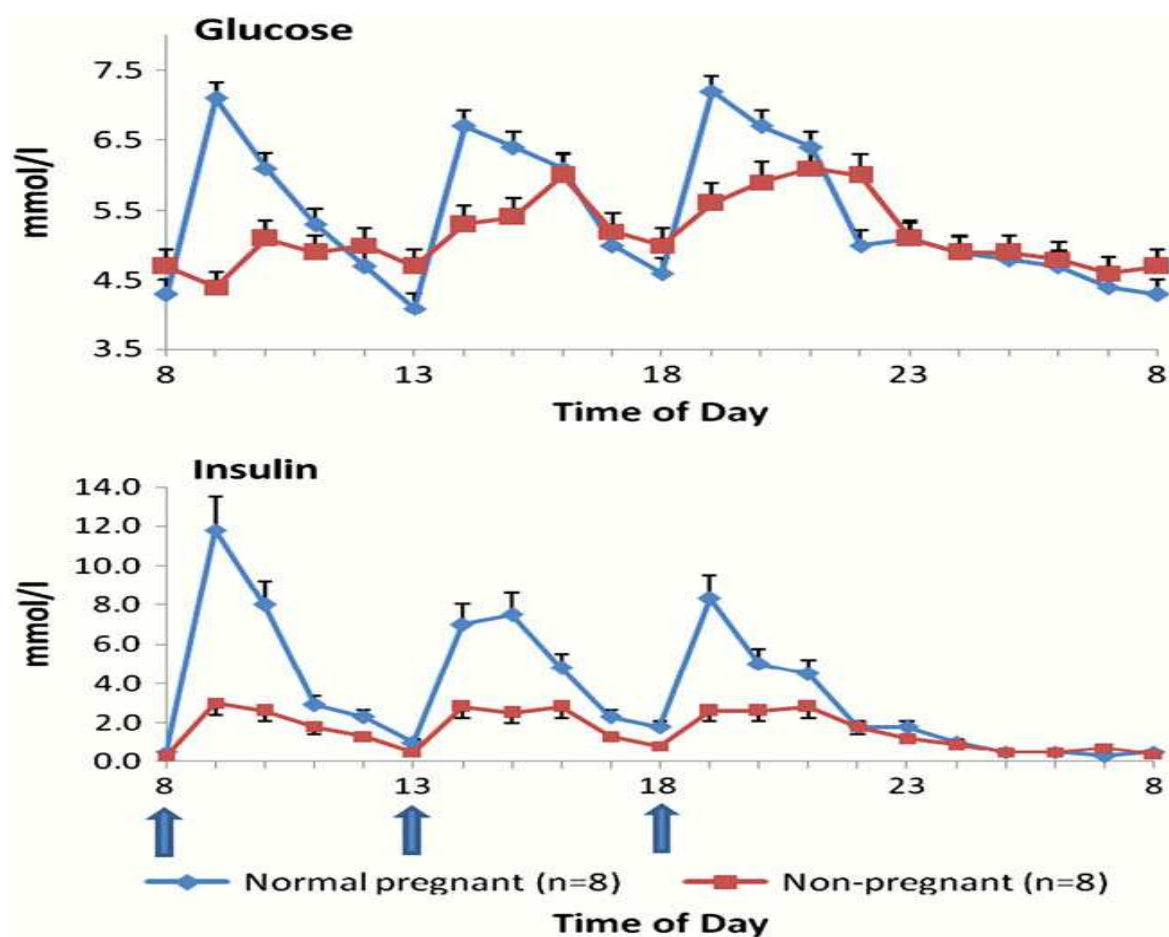 Glucose
7.5
6.5
5.5
4.5
3.5
mmol/l
8 13 18 23 8
Time of Day
Insulin
14.0
12.0
10.0
8.0
6.0
4.0
2.0
0.0
mmol/l
8 13 18 23 8
Normal pregnant (n=8) Non-pregnant (n=8)
Time of Day